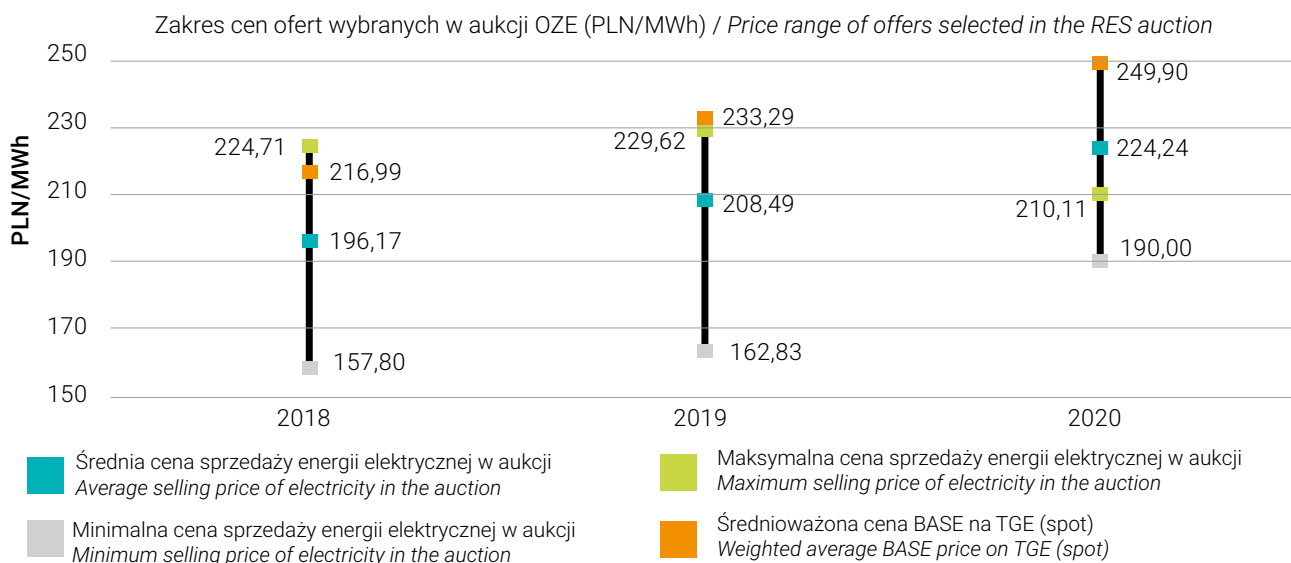 Zakres cen ofert wybranych w aukcji OZE (PLN/MWh) / Price range of offers selected in the RES auction
PLN/MWh
250
230
210
190
170
150
224,71
216,99
196,17
157,80
229,62
233,29
208,49
162,83
249,90
224,24
210,11
190,00
2018
2019
2020
Średnia cena sprzedaży energii elektrycznej w aukcji
Average selling price of electricity in the auction
Minimalna cena sprzedaży energii elektrycznej w aukcji
Minimum selling price of electricity in the auction
Maksymalna cena sprzedaży energii elektrycznej w aukcji
Maximum selling price of electricity in the auction
Średnioważona cena BASE na TGE (spot)
Weighted average BASE price on TGE (spot)